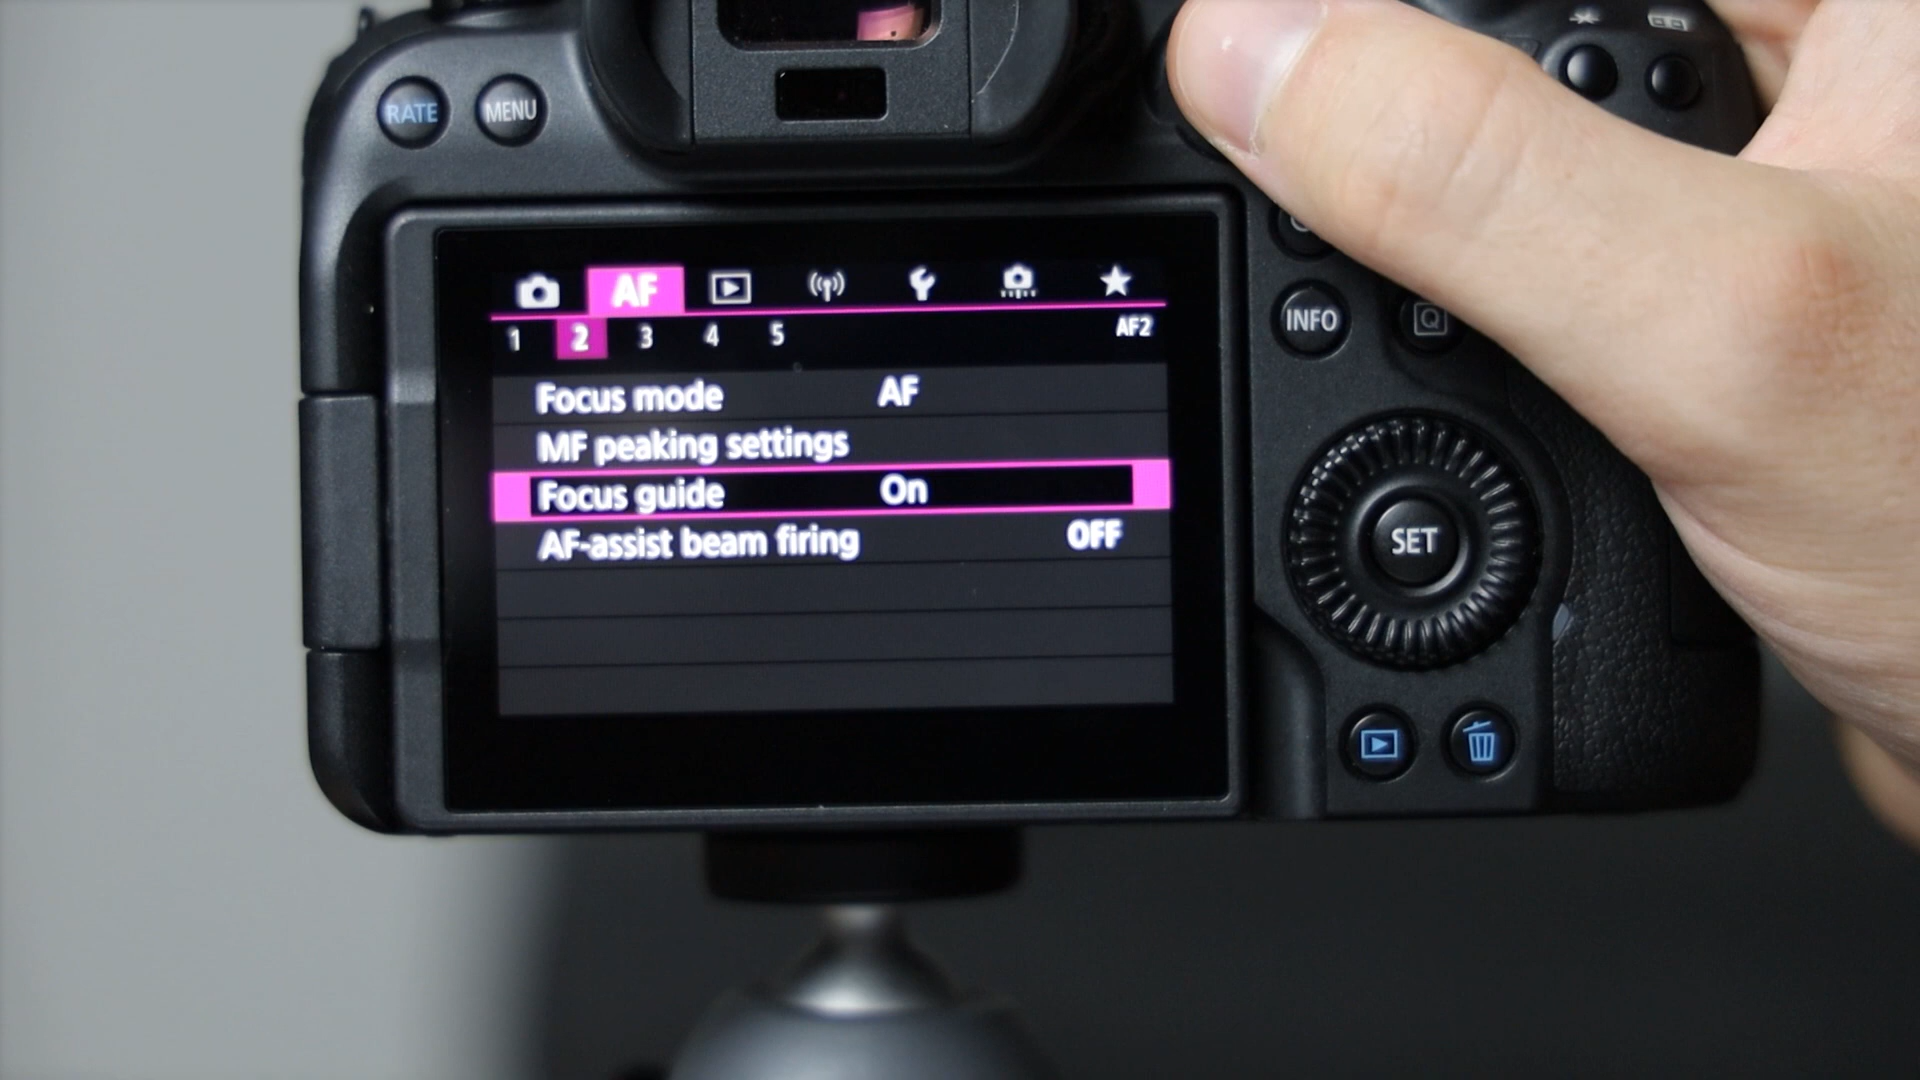 RATE MENU
AF
1 2 3 4 5 AF2
Focus mode AF
MF peaking settings
Focus guide On
AF-assist beam firing OFF
INFO
Q
SET